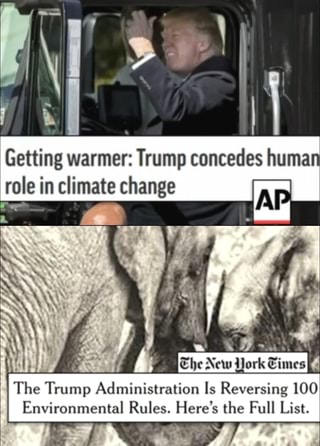 Getting warmer: Trump concedes human
role in climate change
AP
The New York Times
The Trump Administration Is Reversing 100
Environmental Rules. Here's the Full List.